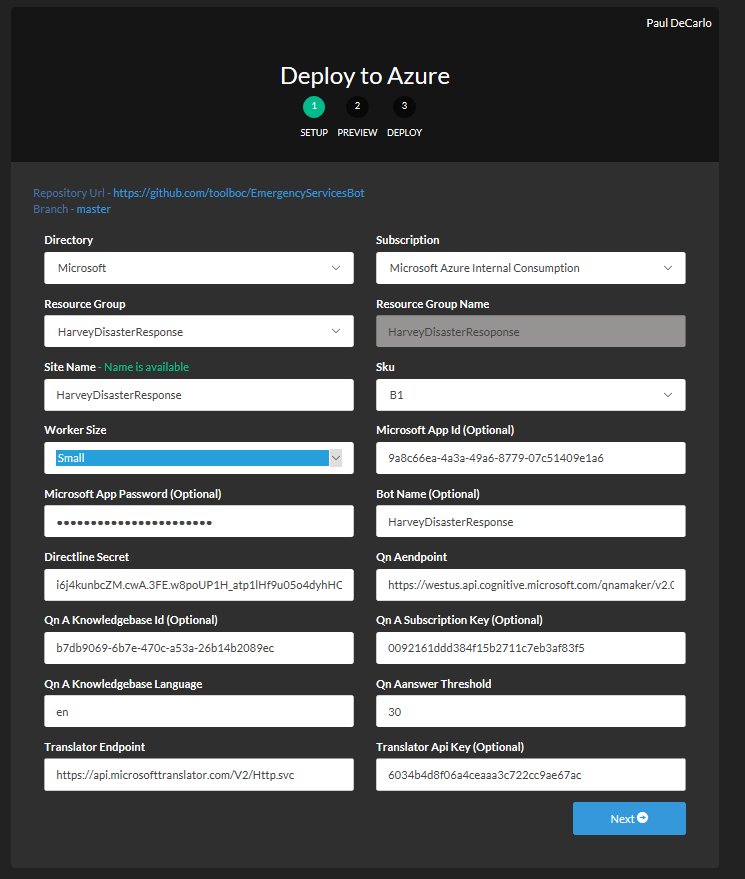 Paul DeCarlo
Deploy to Azure
1 2 3
SETUP PREVIEW DEPLOY
Repository Url - https://github.com/toolboc/EmergencyServicesBot
Branch - master
Directory Subscription
Microsoft Microsoft Azure Internal Consumption
Resource Group Resource Group Name
HarveyDisasterResponse HarveyDisasterResoponse
Site Name - Name is available Sku
HarveyDisasterResponse B1
Worker Size Microsoft App Id (Optional)
Small 9a8c66ea-4a3a-49a6-8779-07c51409e1a6
Microsoft App Password (Optional) Bot Name (Optional)
HarveyDisasterResponse
Directline Secret Qn Aendpoint
i6j4kunbcZM.cwA.3FE.w8poUP1H_atp1lHf9u05o4dyhHC https://westus.api.cognitive.microsoft.com/qnamaker/v2.0
Qn A Knowledgebase Id (Optional) Qn A Subscription Key (Optional)
b7db9069-6b7e-470c-a53a-26b14b2089ec 0092161ddd384f15b2711c7eb3af83f5
Qn A Knowledgebase Language Qn Aanswer Threshold
en 30
Translator Endpoint Translator Api Key (Optional)
https://api.microsofttranslator.com/V2/Http.svc 6034b4d8f06a4ceaaa3c722cc9ae67ac
Next